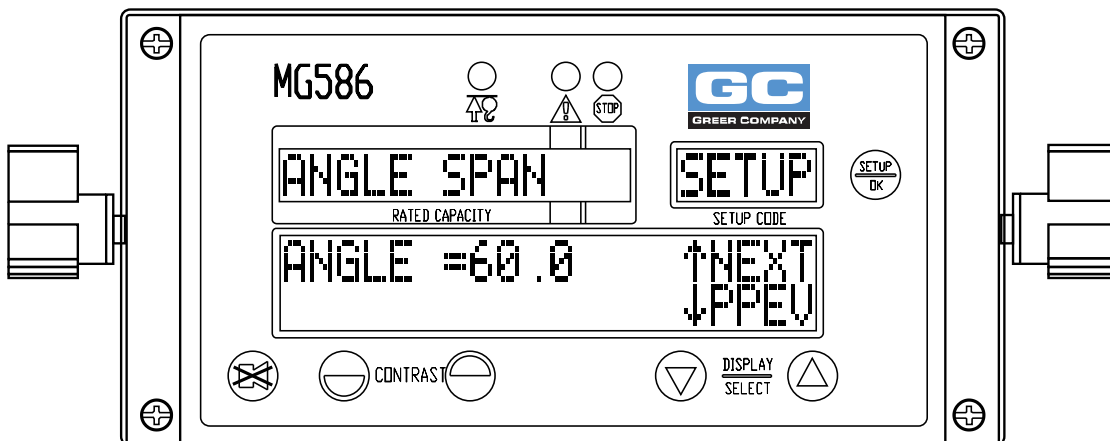 MG586
STOP
GC
GREER COMPANY
ANGLE SPAN
SETUP
SETUP
OK
RATED CAPACITY
SETUP CODE
ANGLE =60.0 ↑NEXT
↓PPEV
CONTRAST
DISPLAY
SELECT